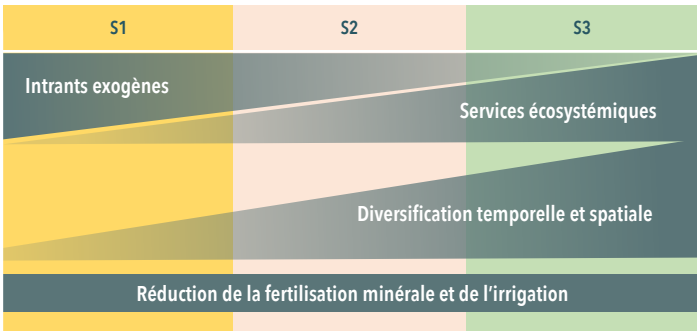 S1 S2 S3
Intrants exogènes
Services écosystémiques
Diversification temporelle et spatiale
Réduction de la fertilisation minérale et de l'irrigation